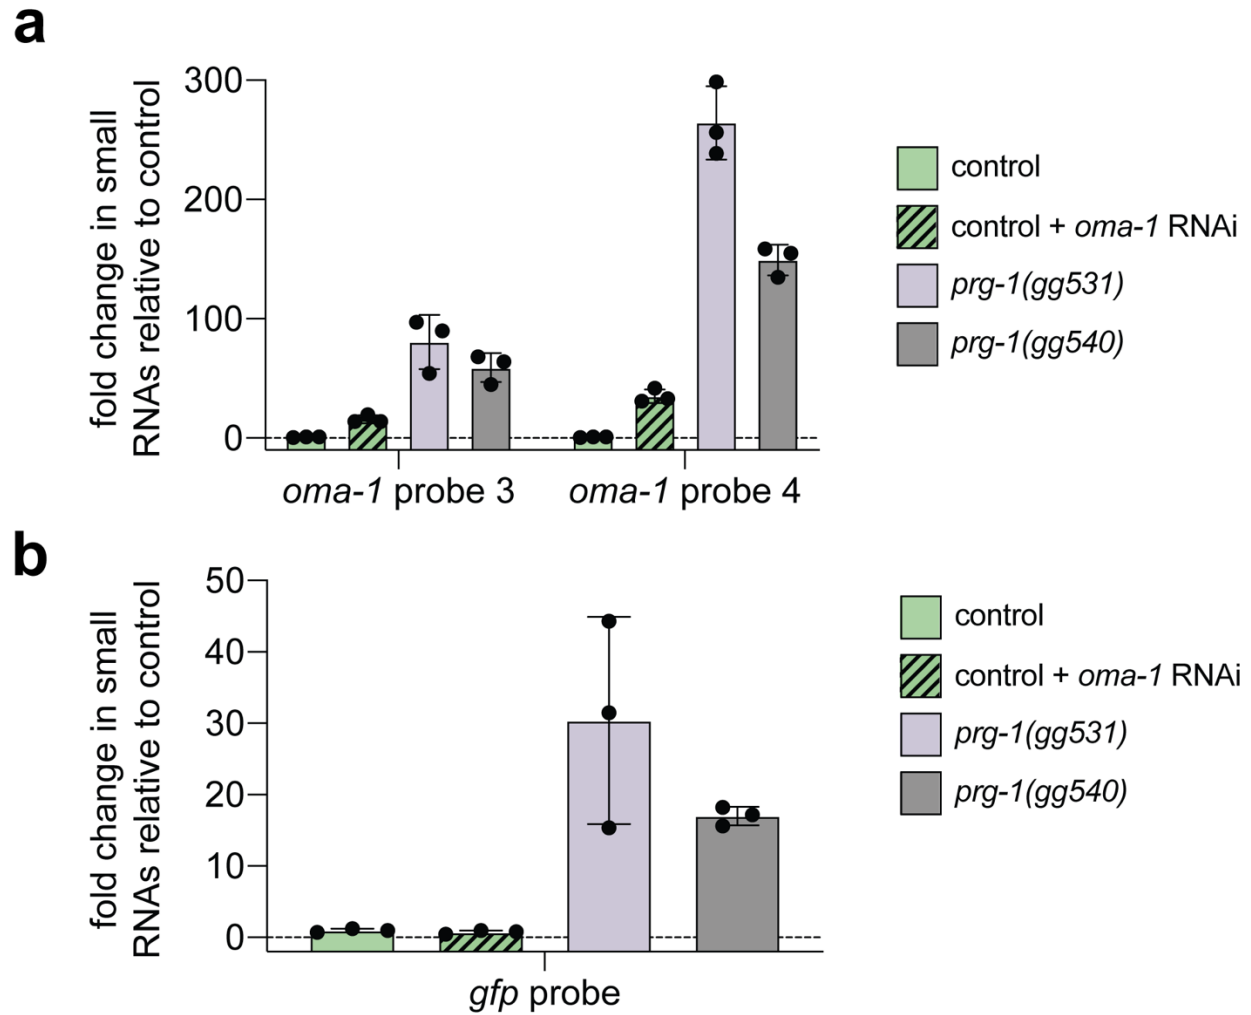 a
fold change in small
RNAs relative to control
300
200
100
0
oma-1 probe 3
oma-1 probe 4
control
control + oma-1 RNAi
prg-1(gg531)
prg-1(gg540)
b
fold change in small
RNAs relative to control
50
40
30
20
10
0
gfp probe
control
control + oma-1 RNAi
prg-1(gg531)
prg-1(gg540)